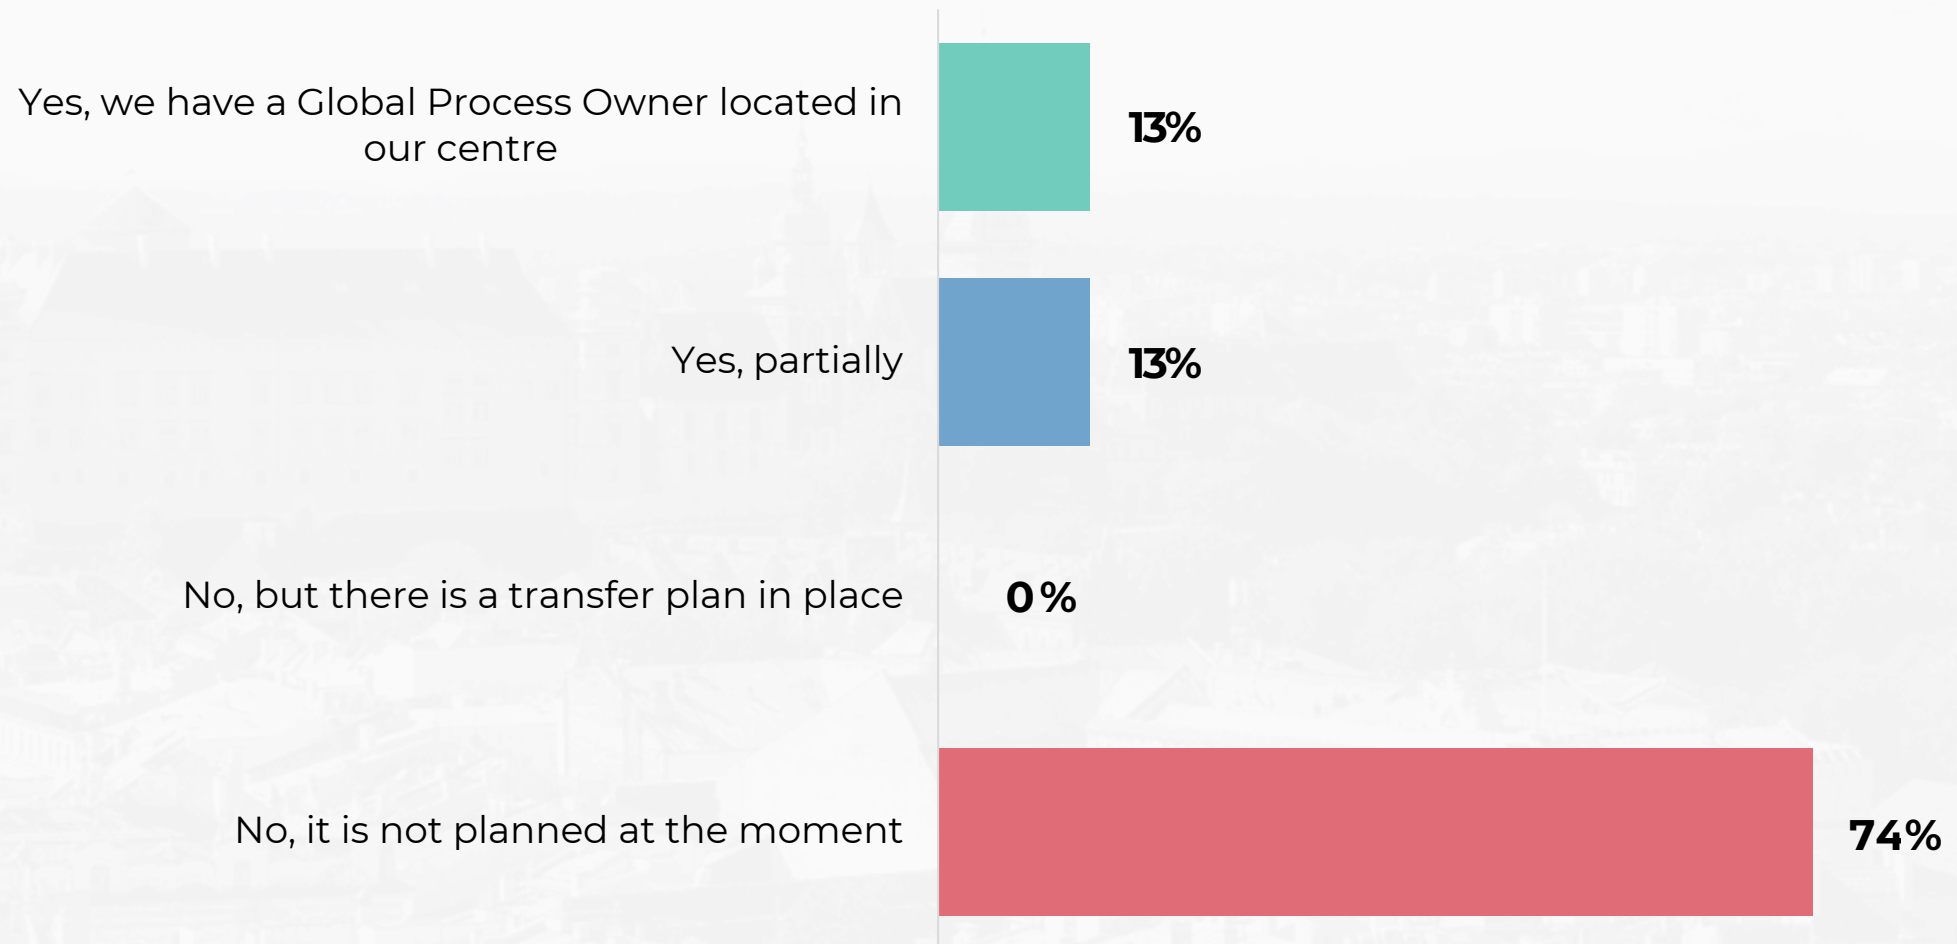 Yes, we have a Global Process Owner located in
our centre
13%
Yes, partially
13%
No, but there is a transfer plan in place
0%
No, it is not planned at the moment
74%